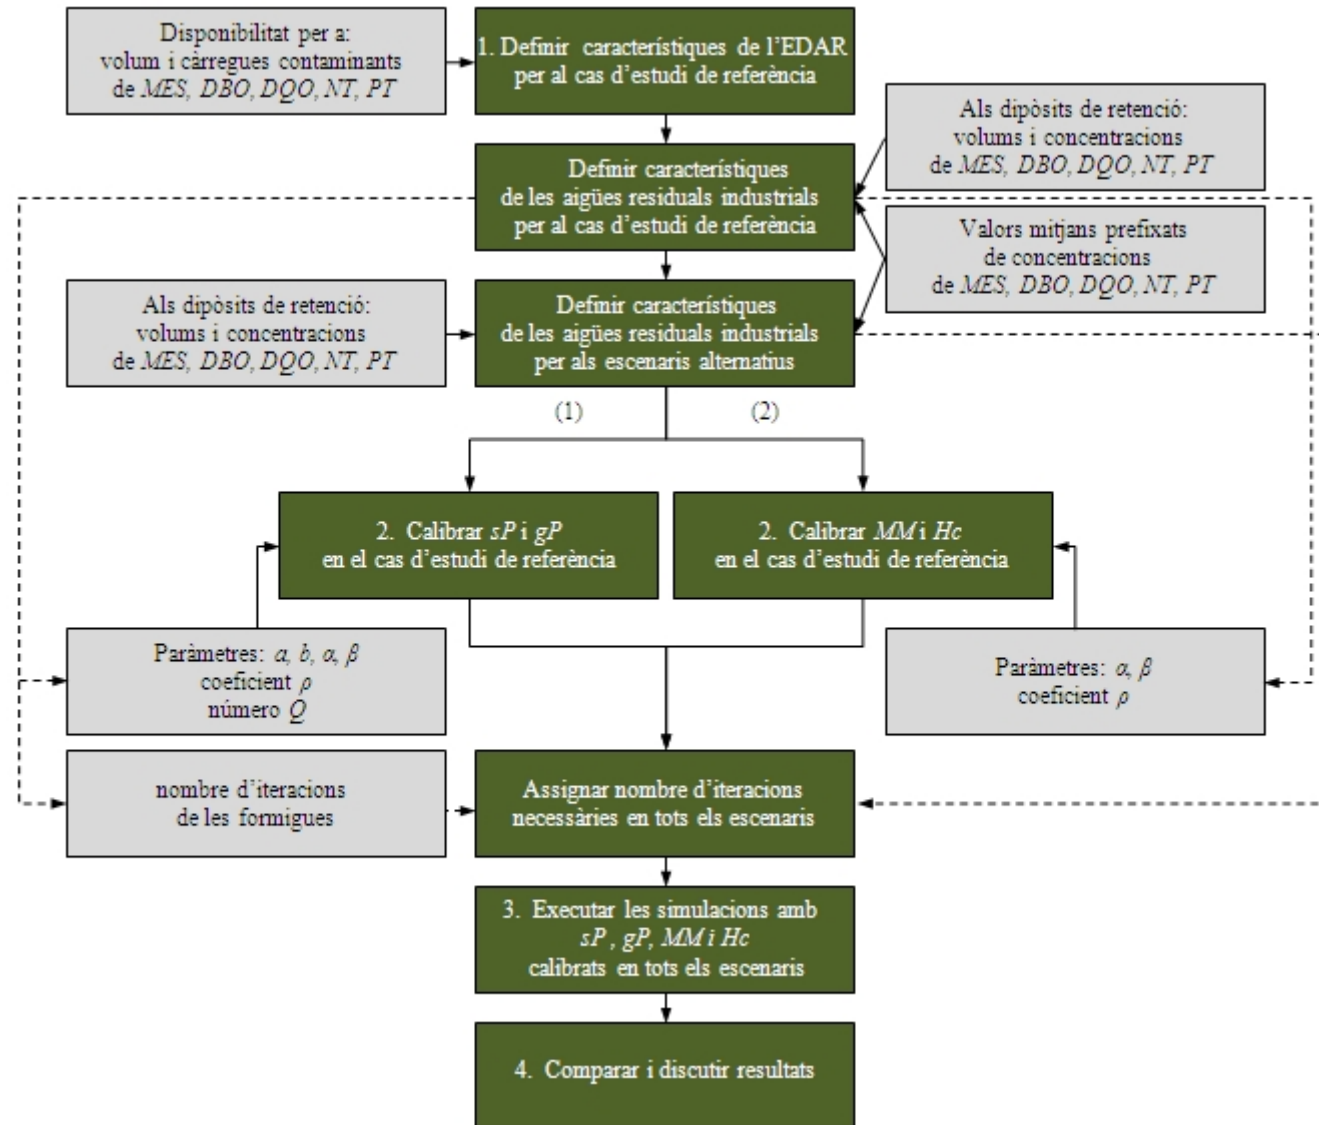 Disponibilitat per a:
volum i càrregues contaminants
de MES, DBO, DQO, NT, PT
1. Definir característiques de l’EDAR
per al cas d’estudi de referència
Als dipòsits de retenció:
volums i concentracions
de MES, DBO, DQO, NT, PT
Definir característiques
de les aigües residuals industrials
per al cas d’estudi de referència
Valors mitjans prefixats
de concentracions
de MES, DBO, DQO, NT, PT
Als dipòsits de retenció:
volums i concentracions
de MES, DBO, DQO, NT, PT
Definir característiques
de les aigües residuals industrials
per als escenaris alternatius
(1)
(2)
2. Calibrar sP i gP
en el cas d’estudi de referència
2. Calibrar MM i Hc
en el cas d’estudi de referència
Paràmetres: a, b, α, β
coeficient ρ
número Q
Paràmetres: α, β
coeficient ρ
nombre d’iteracions
de les formigues
Assignar nombre d’iteracions
necessàries en tots els escenaris
3. Executar les simulacions amb
sP , gP, MM i Hc
calibrats en tots els escenaris
4. Comparar i discutir resultats